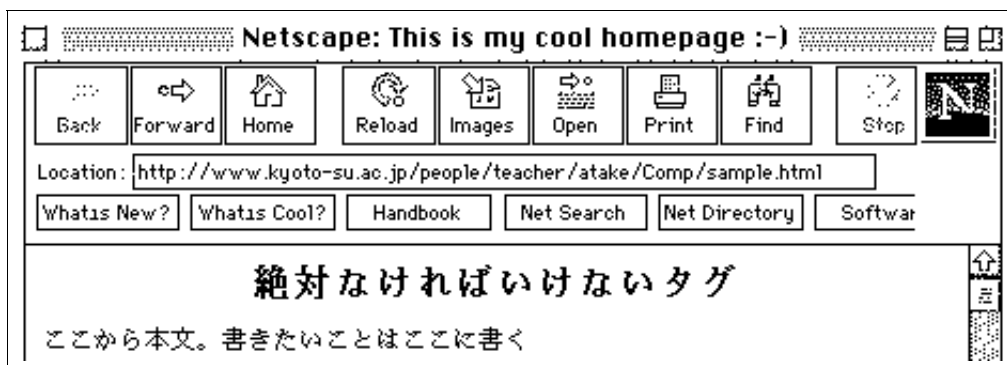 Netscape: This is my cool homepage :-)
Back Forward Home Reload Images Open Print Find Stop N
Location: http://www.kyoto-su.ac.jp/people/teacher/atake/Comp/sample.html
Whatıs New? Whatıs Cool? Handbook Net Search Net Directory Softwar
絶対なければいけないタグ
ここから本文。書きたいことはここに書く